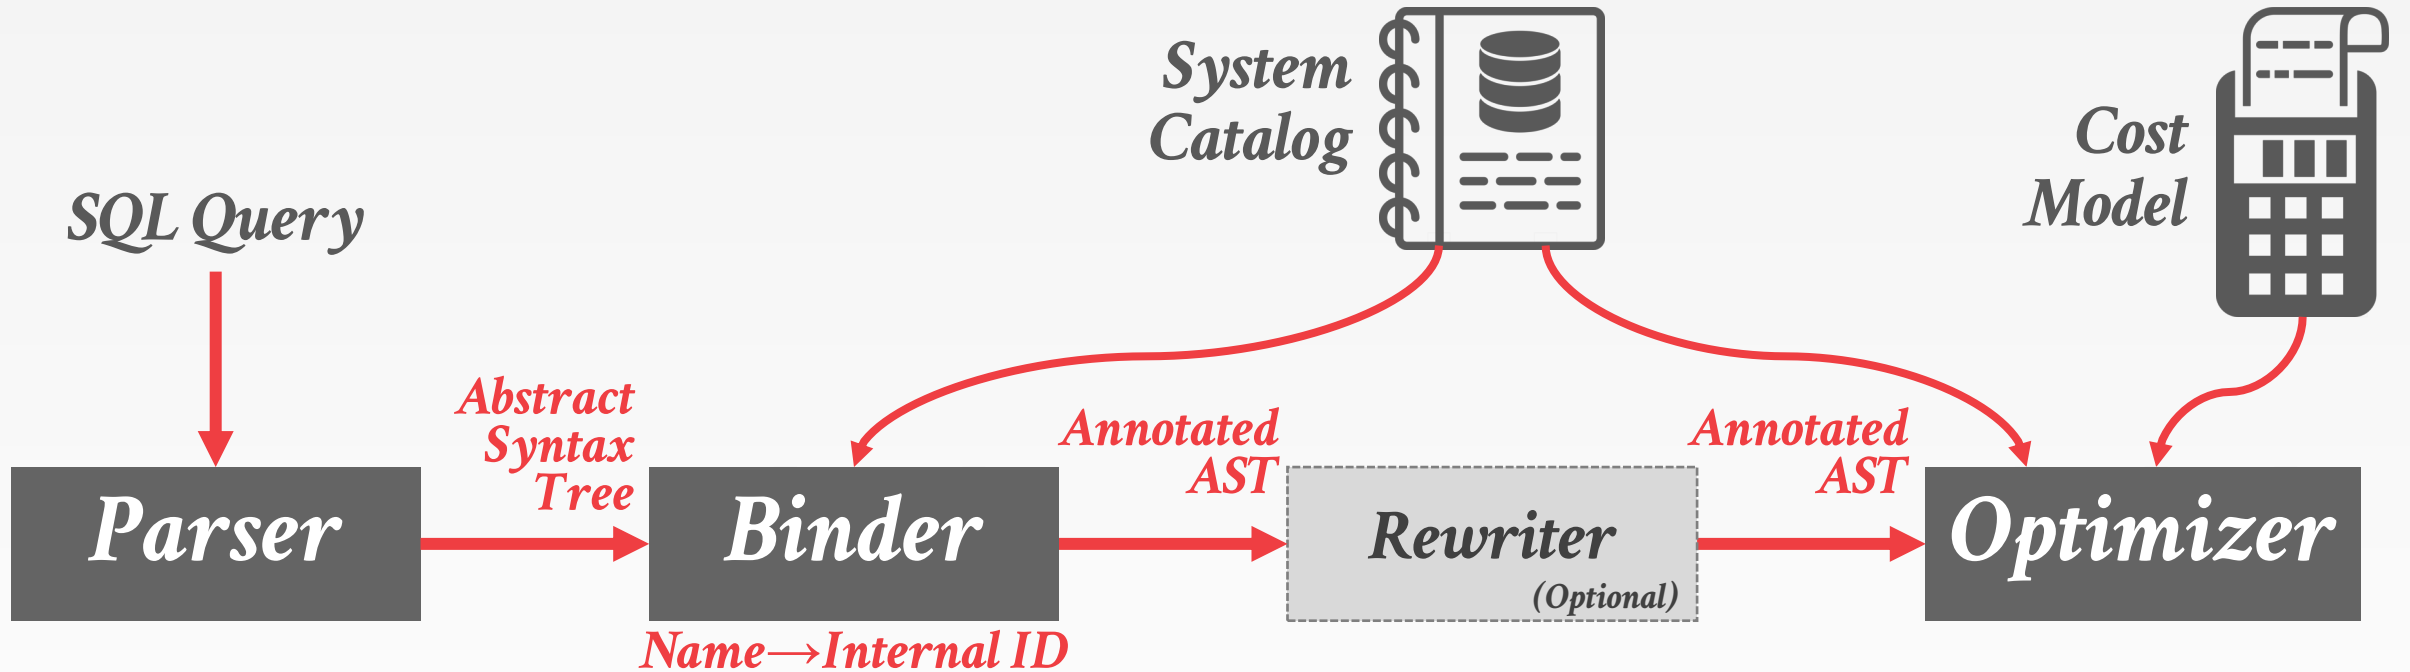 SQL Query
System
Catalog
Cost
Model
Abstract
Syntax
Tree
Annotated
AST
Annotated
AST
Parser
Binder
Rewriter
(Optional)
Optimizer
Name→Internal ID